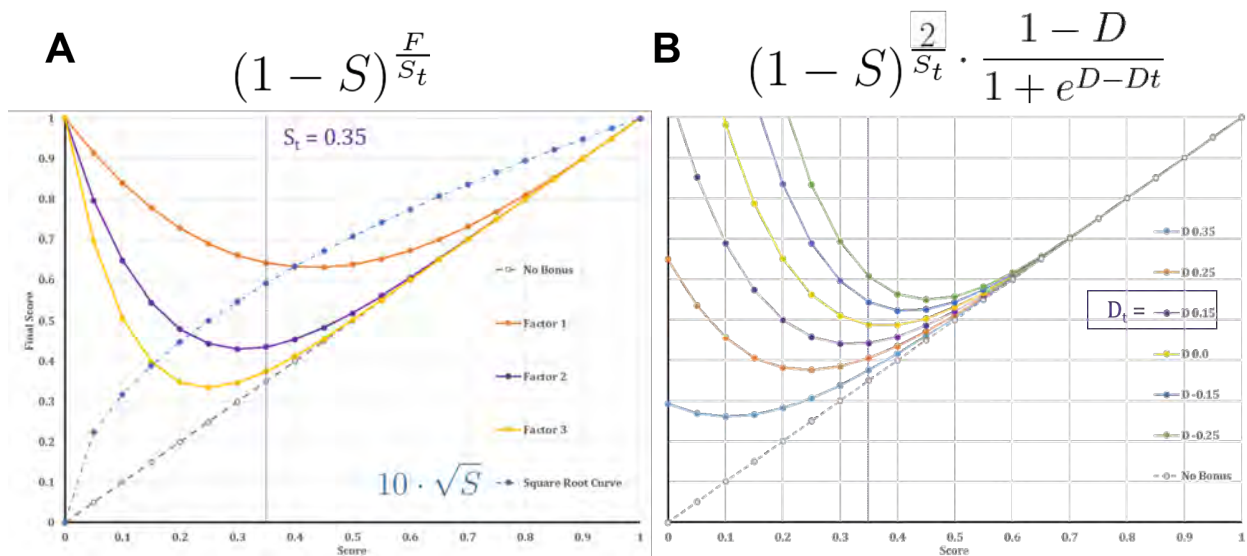 A
(1 − S)^{\frac{F}{S_t}}
S_t = 0.35
1
0.9
0.8
0.7
0.6
0.5
0.4
0.3
0.2
0.1
0
Final Score
No Bonus
Factor 1
Factor 2
Factor 3
10 · √S
Square Root Curve
0 0.1 0.2 0.3 0.4 0.5 0.6 0.7 0.8 0.9 1
Score
B
(1 − S)^{\frac{2}{S_t}} · \frac{1 − D}{1 + e^{D−Dt}}
D 0.35
D 0.25
D_t = D 0.15
D 0.0
D -0.15
D -0.25
No Bonus
0 0.1 0.2 0.3 0.4 0.5 0.6 0.7 0.8 0.9 1
Score